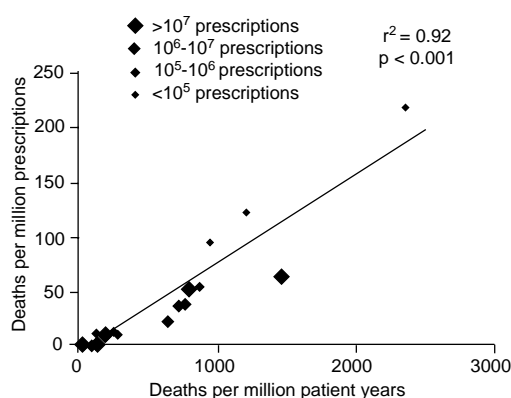 >10⁷ prescriptions
10⁶-10⁷ prescriptions
10⁵-10⁶ prescriptions
<10⁵ prescriptions
r² = 0.92
p < 0.001
Deaths per million prescriptions
250
200
150
100
50
0
0 1000 2000 3000
Deaths per million patient years